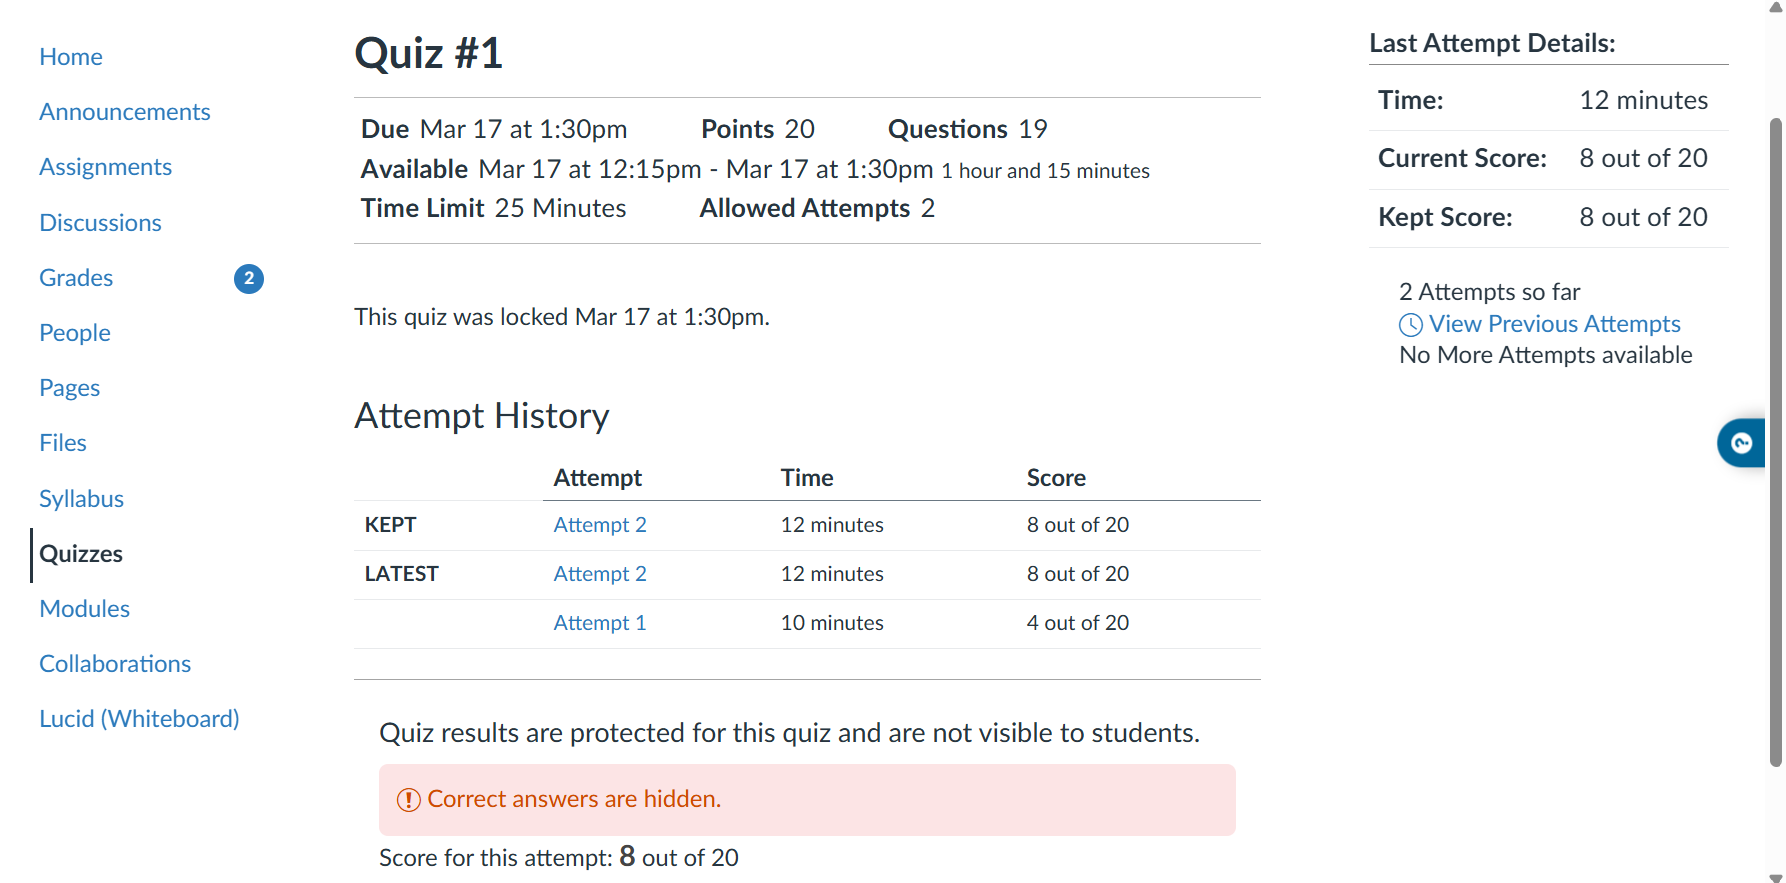 Home
Announcements
Assignments
Discussions
Grades 2
People
Pages
Files
Syllabus
Quizzes
Modules
Collaborations
Lucid (Whiteboard)
Quiz #1
Due Mar 17 at 1:30pm Points 20 Questions 19
Available Mar 17 at 12:15pm - Mar 17 at 1:30pm 1 hour and 15 minutes
Time Limit 25 Minutes Allowed Attempts 2
This quiz was locked Mar 17 at 1:30pm.
Attempt History
Attempt Time Score
KEPT Attempt 2 12 minutes 8 out of 20
LATEST Attempt 2 12 minutes 8 out of 20
Attempt 1 10 minutes 4 out of 20
Quiz results are protected for this quiz and are not visible to students.
Correct answers are hidden.
Score for this attempt: 8 out of 20
Last Attempt Details:
Time: 12 minutes
Current Score: 8 out of 20
Kept Score: 8 out of 20
2 Attempts so far
View Previous Attempts
No More Attempts available